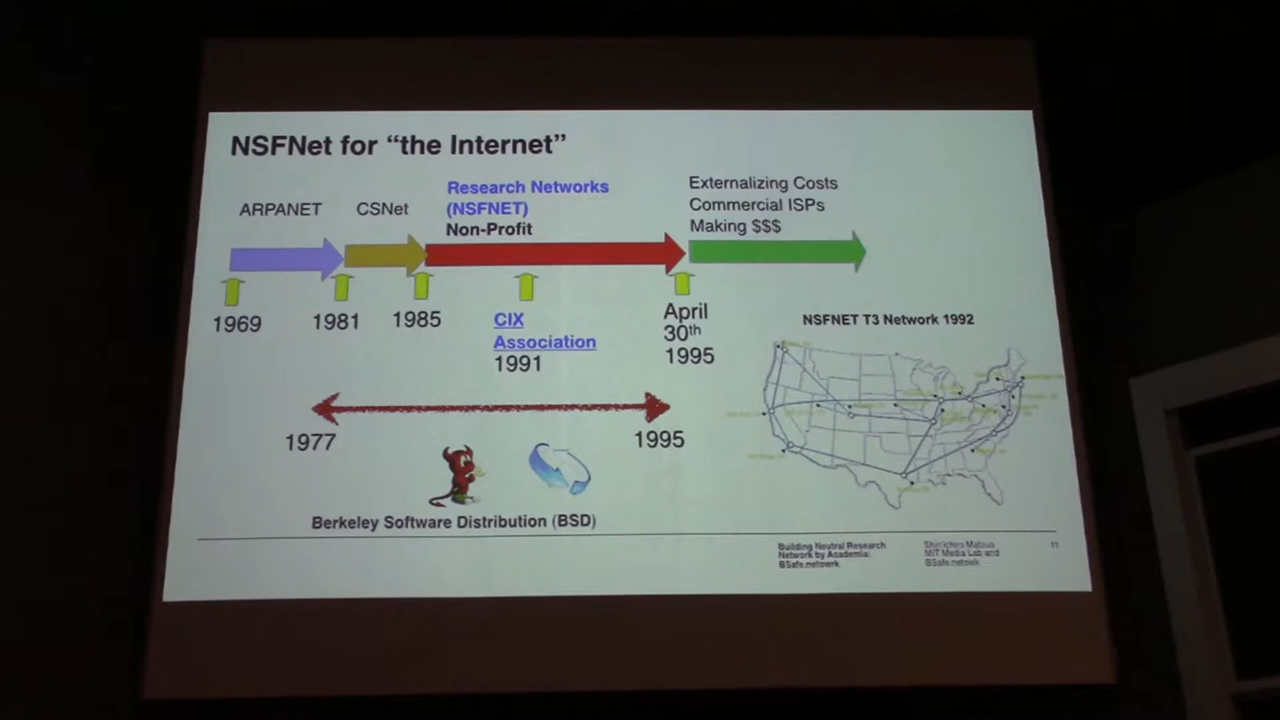 NSFNet for “the Internet”
ARPANET
CSNet
Research Networks
(NSFNET)
Non-Profit
Externalizing Costs
Commercial ISPs
Making $$$
1969
1981
1985
CIX
Association
1991
April
30th
1995
NSFNET T3 Network 1992
1977
1995
Berkeley Software Distribution (BSD)
Building Neutral Research
Network by Academia:
BSafe.netowrk
Shin'ichiro Matsuo
MIT Media Lab and
BSafe.netwok
11